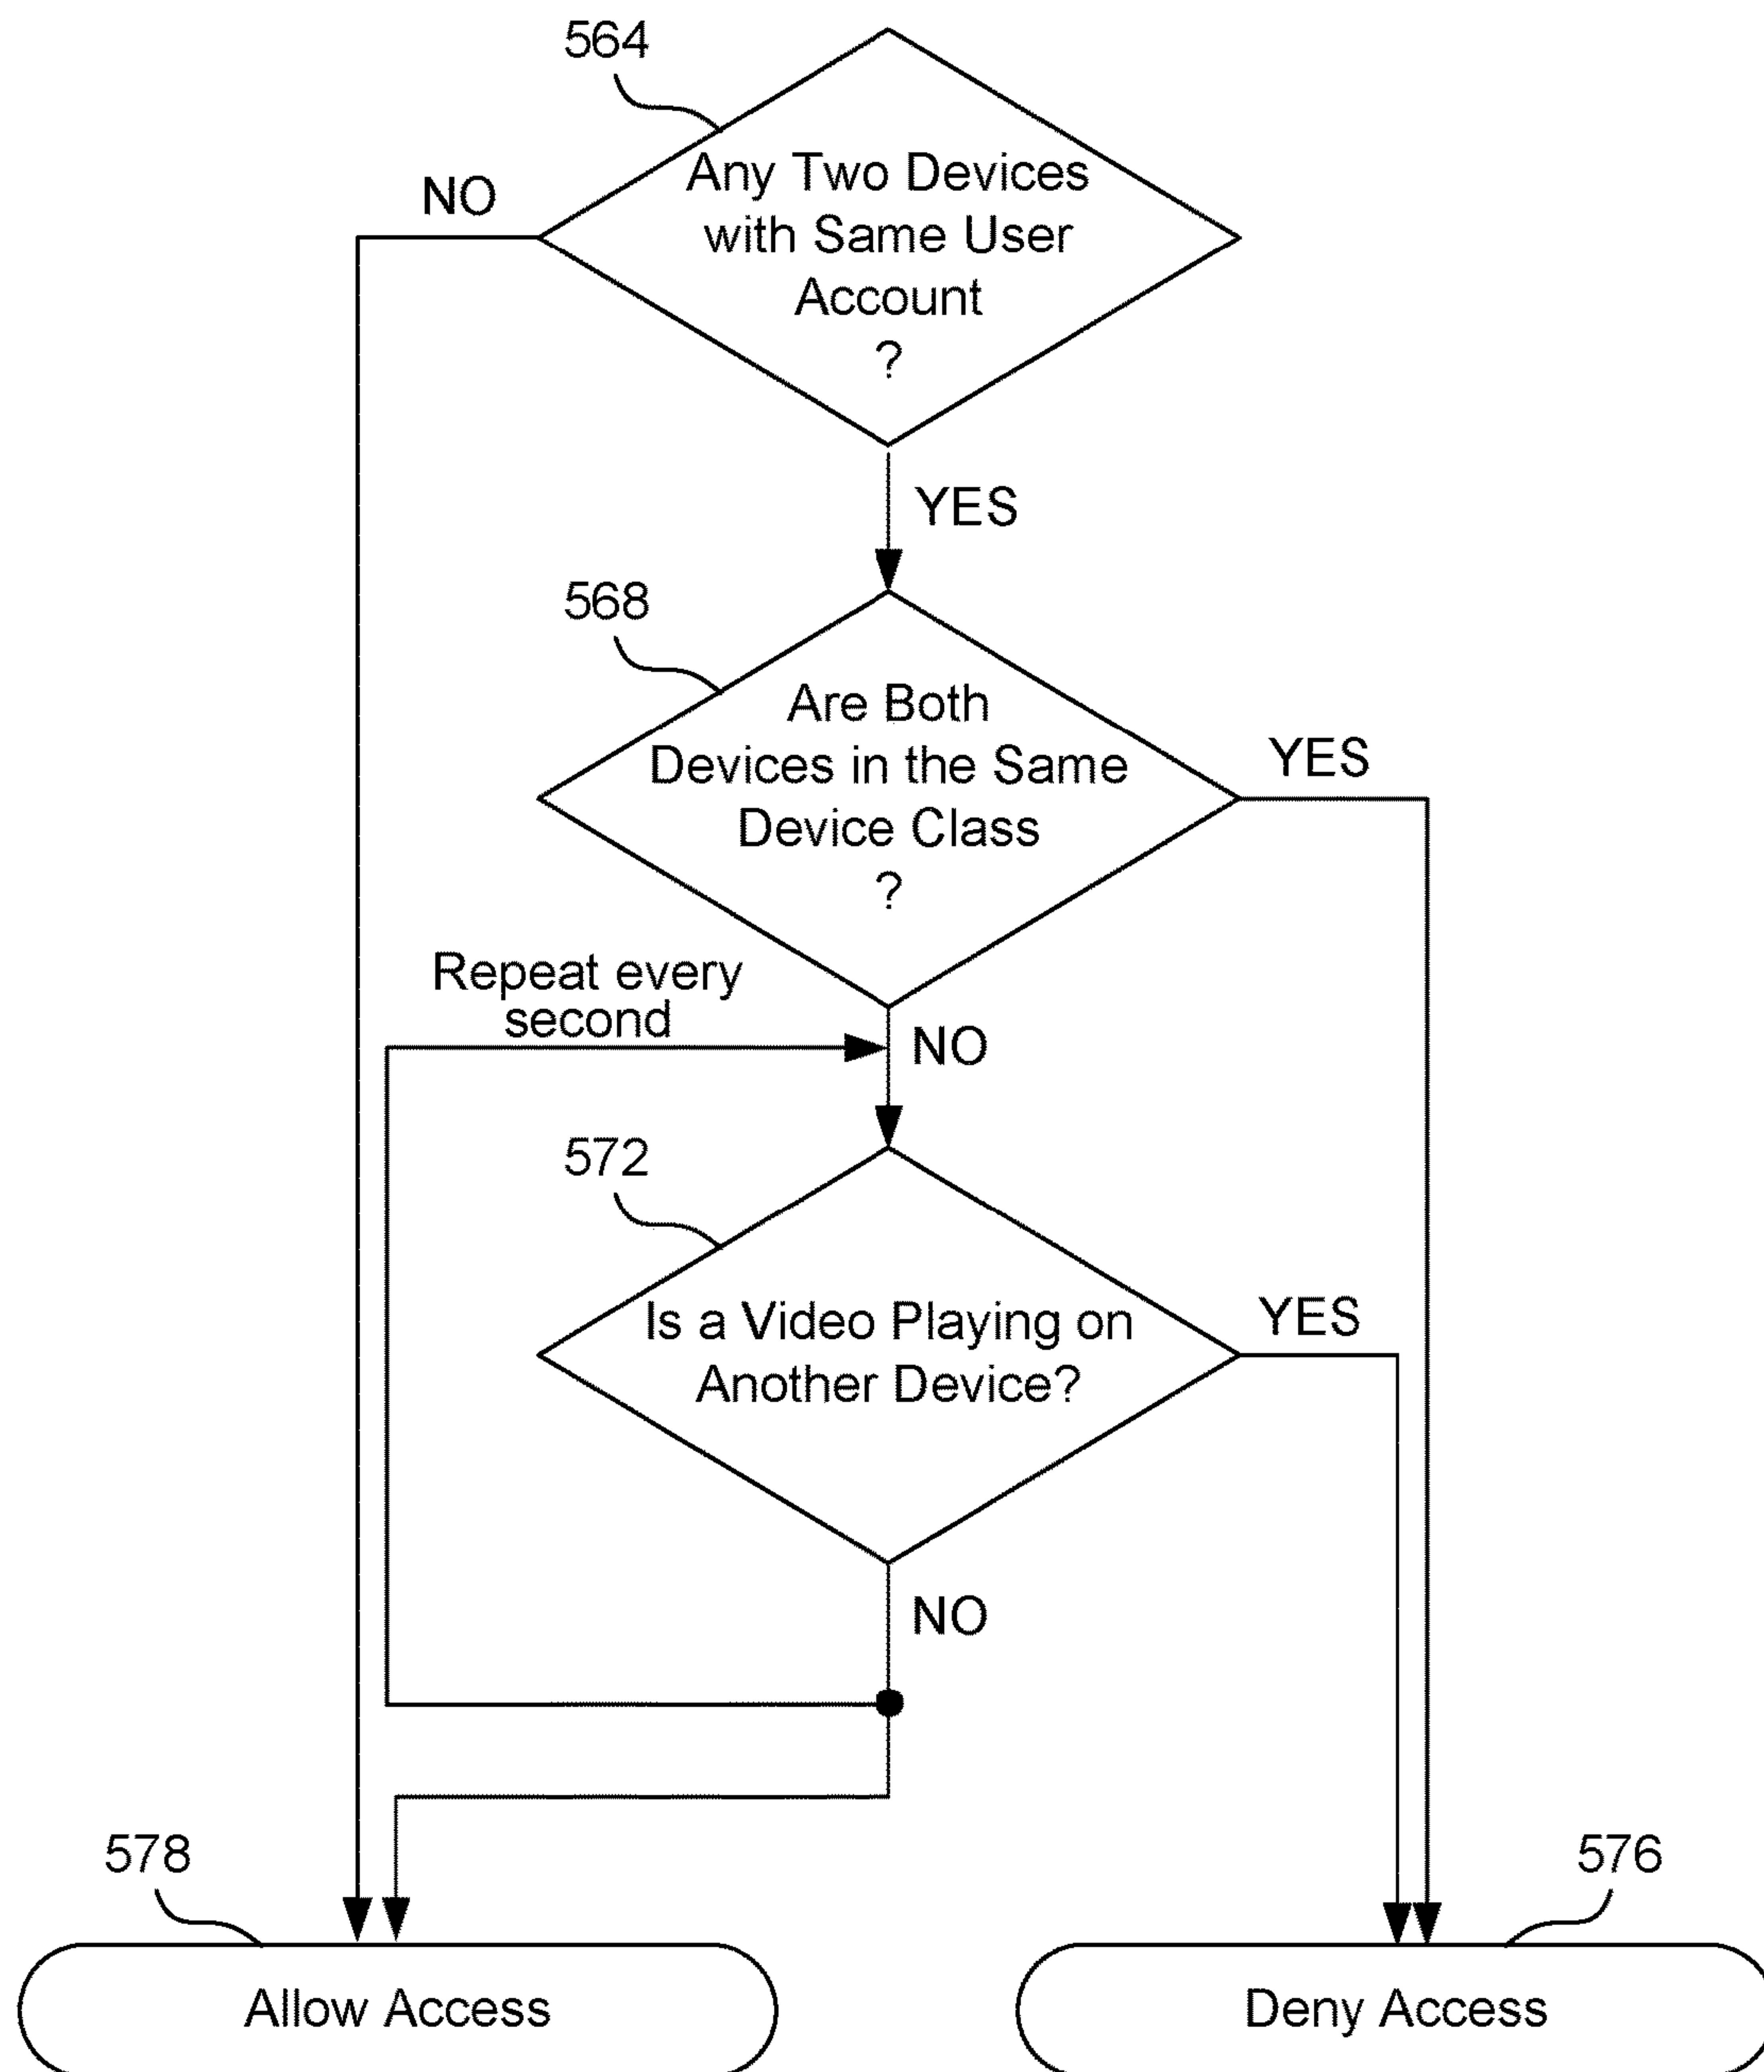 564
NO
Any Two Devices
with Same User
Account
?
YES
568
Are Both
Devices in the Same
Device Class
?
YES
Repeat every
second
NO
572
Is a Video Playing on
Another Device?
YES
NO
578
576
Allow Access
Deny Access